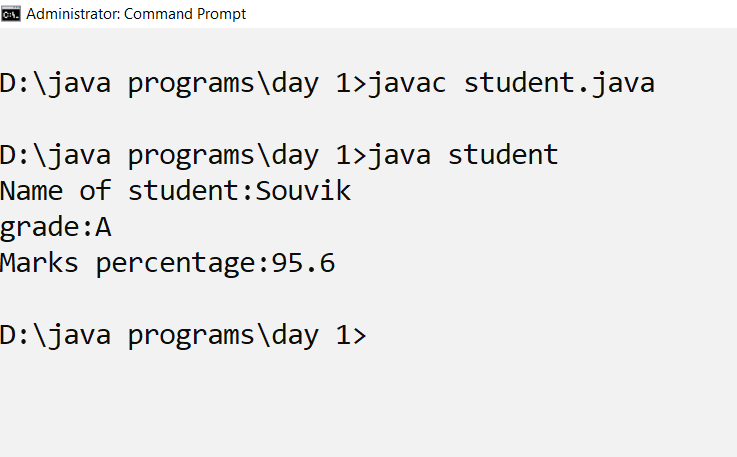 Administrator: Command Prompt
D:\java programs\day 1>javac student.java
D:\java programs\day 1>java student
Name of student:Souvik
grade:A
Marks percentage:95.6
D:\java programs\day 1>